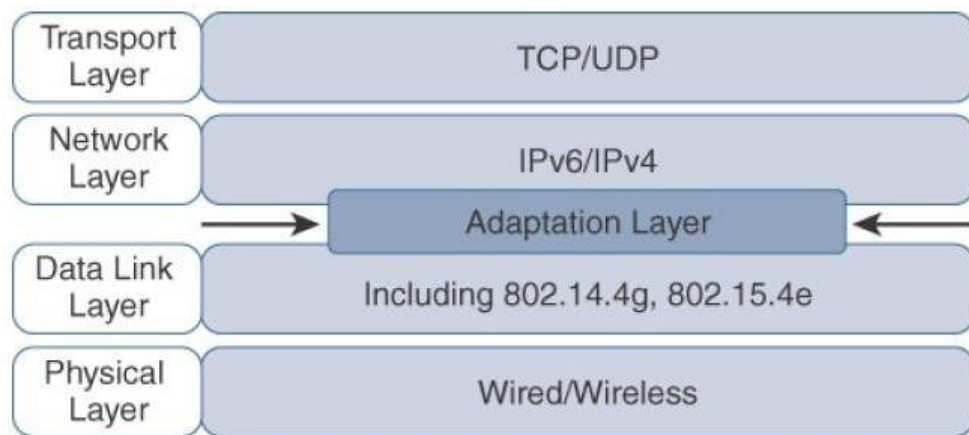 Transport
Layer
TCP/UDP
Network
Layer
IPv6/IPv4
Adaptation Layer
Data Link
Layer
Including 802.14.4g, 802.15.4e
Physical
Layer
Wired/Wireless